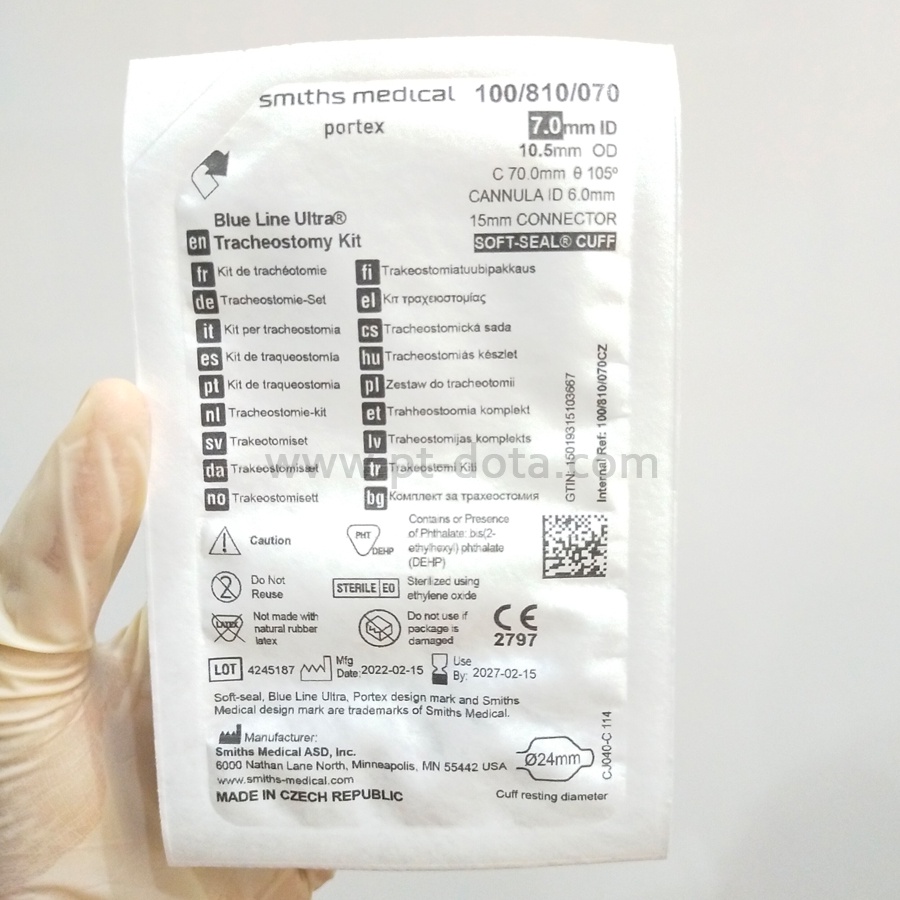 smiths medical 100/810/070
portex
7.0mm ID
10.5mm OD
C 70.0mm θ 105º
CANNULA ID 6.0mm
15mm CONNECTOR
SOFT-SEAL® CUFF
Blue Line Ultra®
en Tracheostomy Kit
fr Kit de trachéotomie
de Tracheostomie-Set
it Kit per tracheostomia
es Kit de traqueostomia
pt Kit de traqueostomia
nl Tracheostomie-kit
sv Trakeotomiset
da Trakeostomisæt
no Trakeostomisett
fi Trakeostomiatuubipakkaus
el Κιτ τραχειοστομίας
cs Tracheostomická sada
hu Tracheostomiás készlet
pl Zestaw do tracheotomii
et Trahheostoomia komplekt
lv Traheostomijas komplekts
tr Trakeostomi Kiti
bg Комплект за трахеостомия
GTIN: 15019315103667
Internal Ref: 100/810/070CZ
www.pt-dota.com
Caution
PHT
DEHP
Contains or Presence
of Phthalate: bis(2-
ethylhexyl) phthalate
(DEHP)
2
Do Not
Reuse
STERILE EO
Sterilized using
ethylene oxide
LATEX
Not made with
natural rubber
latex
Do not use if
package is
damaged
CE
2797
LOT 4245187
Mfg
Date: 2022-02-15
Use
By: 2027-02-15
Soft-seal, Blue Line Ultra, Portex design mark and Smiths
Medical design mark are trademarks of Smiths Medical.
Manufacturer:
Smiths Medical ASD, Inc.
6000 Nathan Lane North, Minneapolis, MN 55442 USA
www.smiths-medical.com
MADE IN CZECH REPUBLIC
Ø24mm
Cuff resting diameter
CJ040-C 114